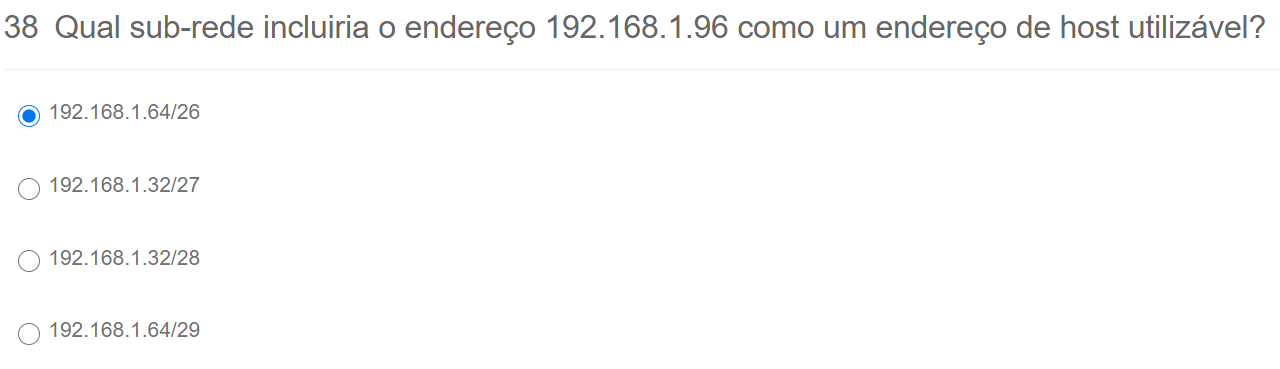 38 Qual sub-rede incluiria o endereço 192.168.1.96 como um endereço de host utilizável?
192.168.1.64/26
192.168.1.32/27
192.168.1.32/28
192.168.1.64/29